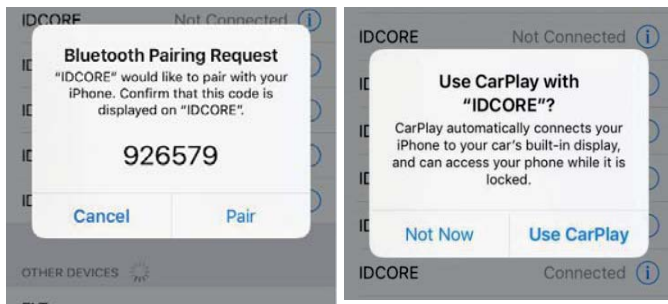 IDCORE Not Connected
Bluetooth Pairing Request
"IDCORE" would like to pair with your
iPhone. Confirm that this code is
displayed on "IDCORE".
926579
Cancel Pair
OTHER DEVICES
IDCORE Not Connected
Use CarPlay with
"IDCORE"?
CarPlay automatically connects your
iPhone to your car's built-in display,
and can access your phone while it is
locked.
Not Now Use CarPlay
IDCORE Connected